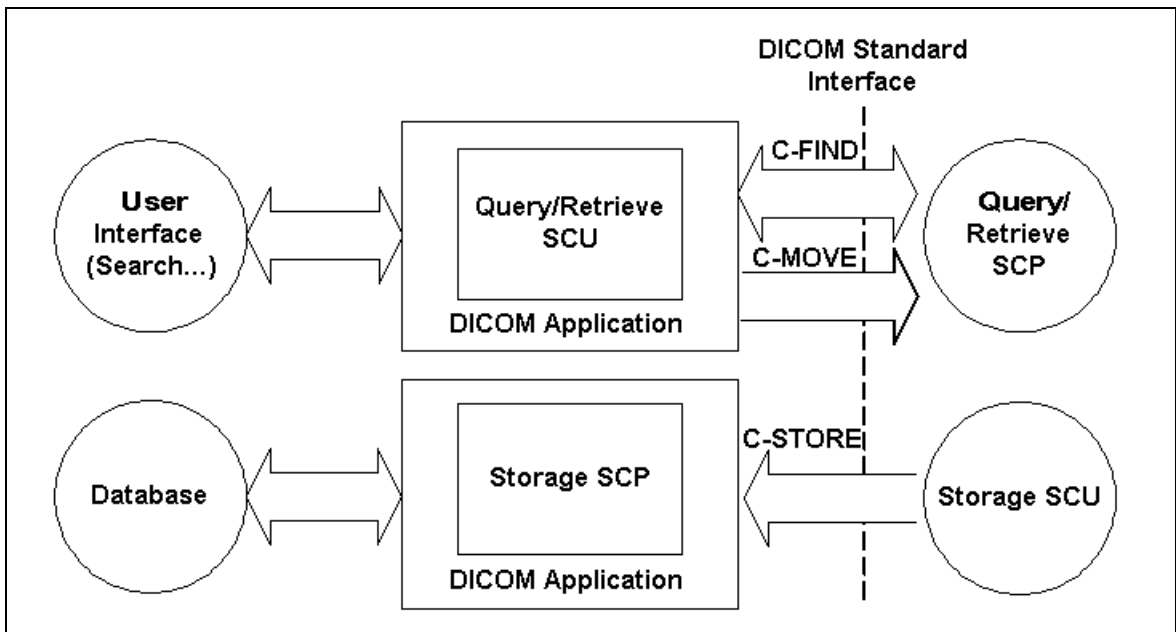 DICOM Standard
Interface
C-FIND
User
Interface
(Search...)
Query/Retrieve
SCU
Query/
Retrieve
SCP
C-MOVE
DICOM Application
C-STORE
Database
Storage SCP
Storage SCU
DICOM Application